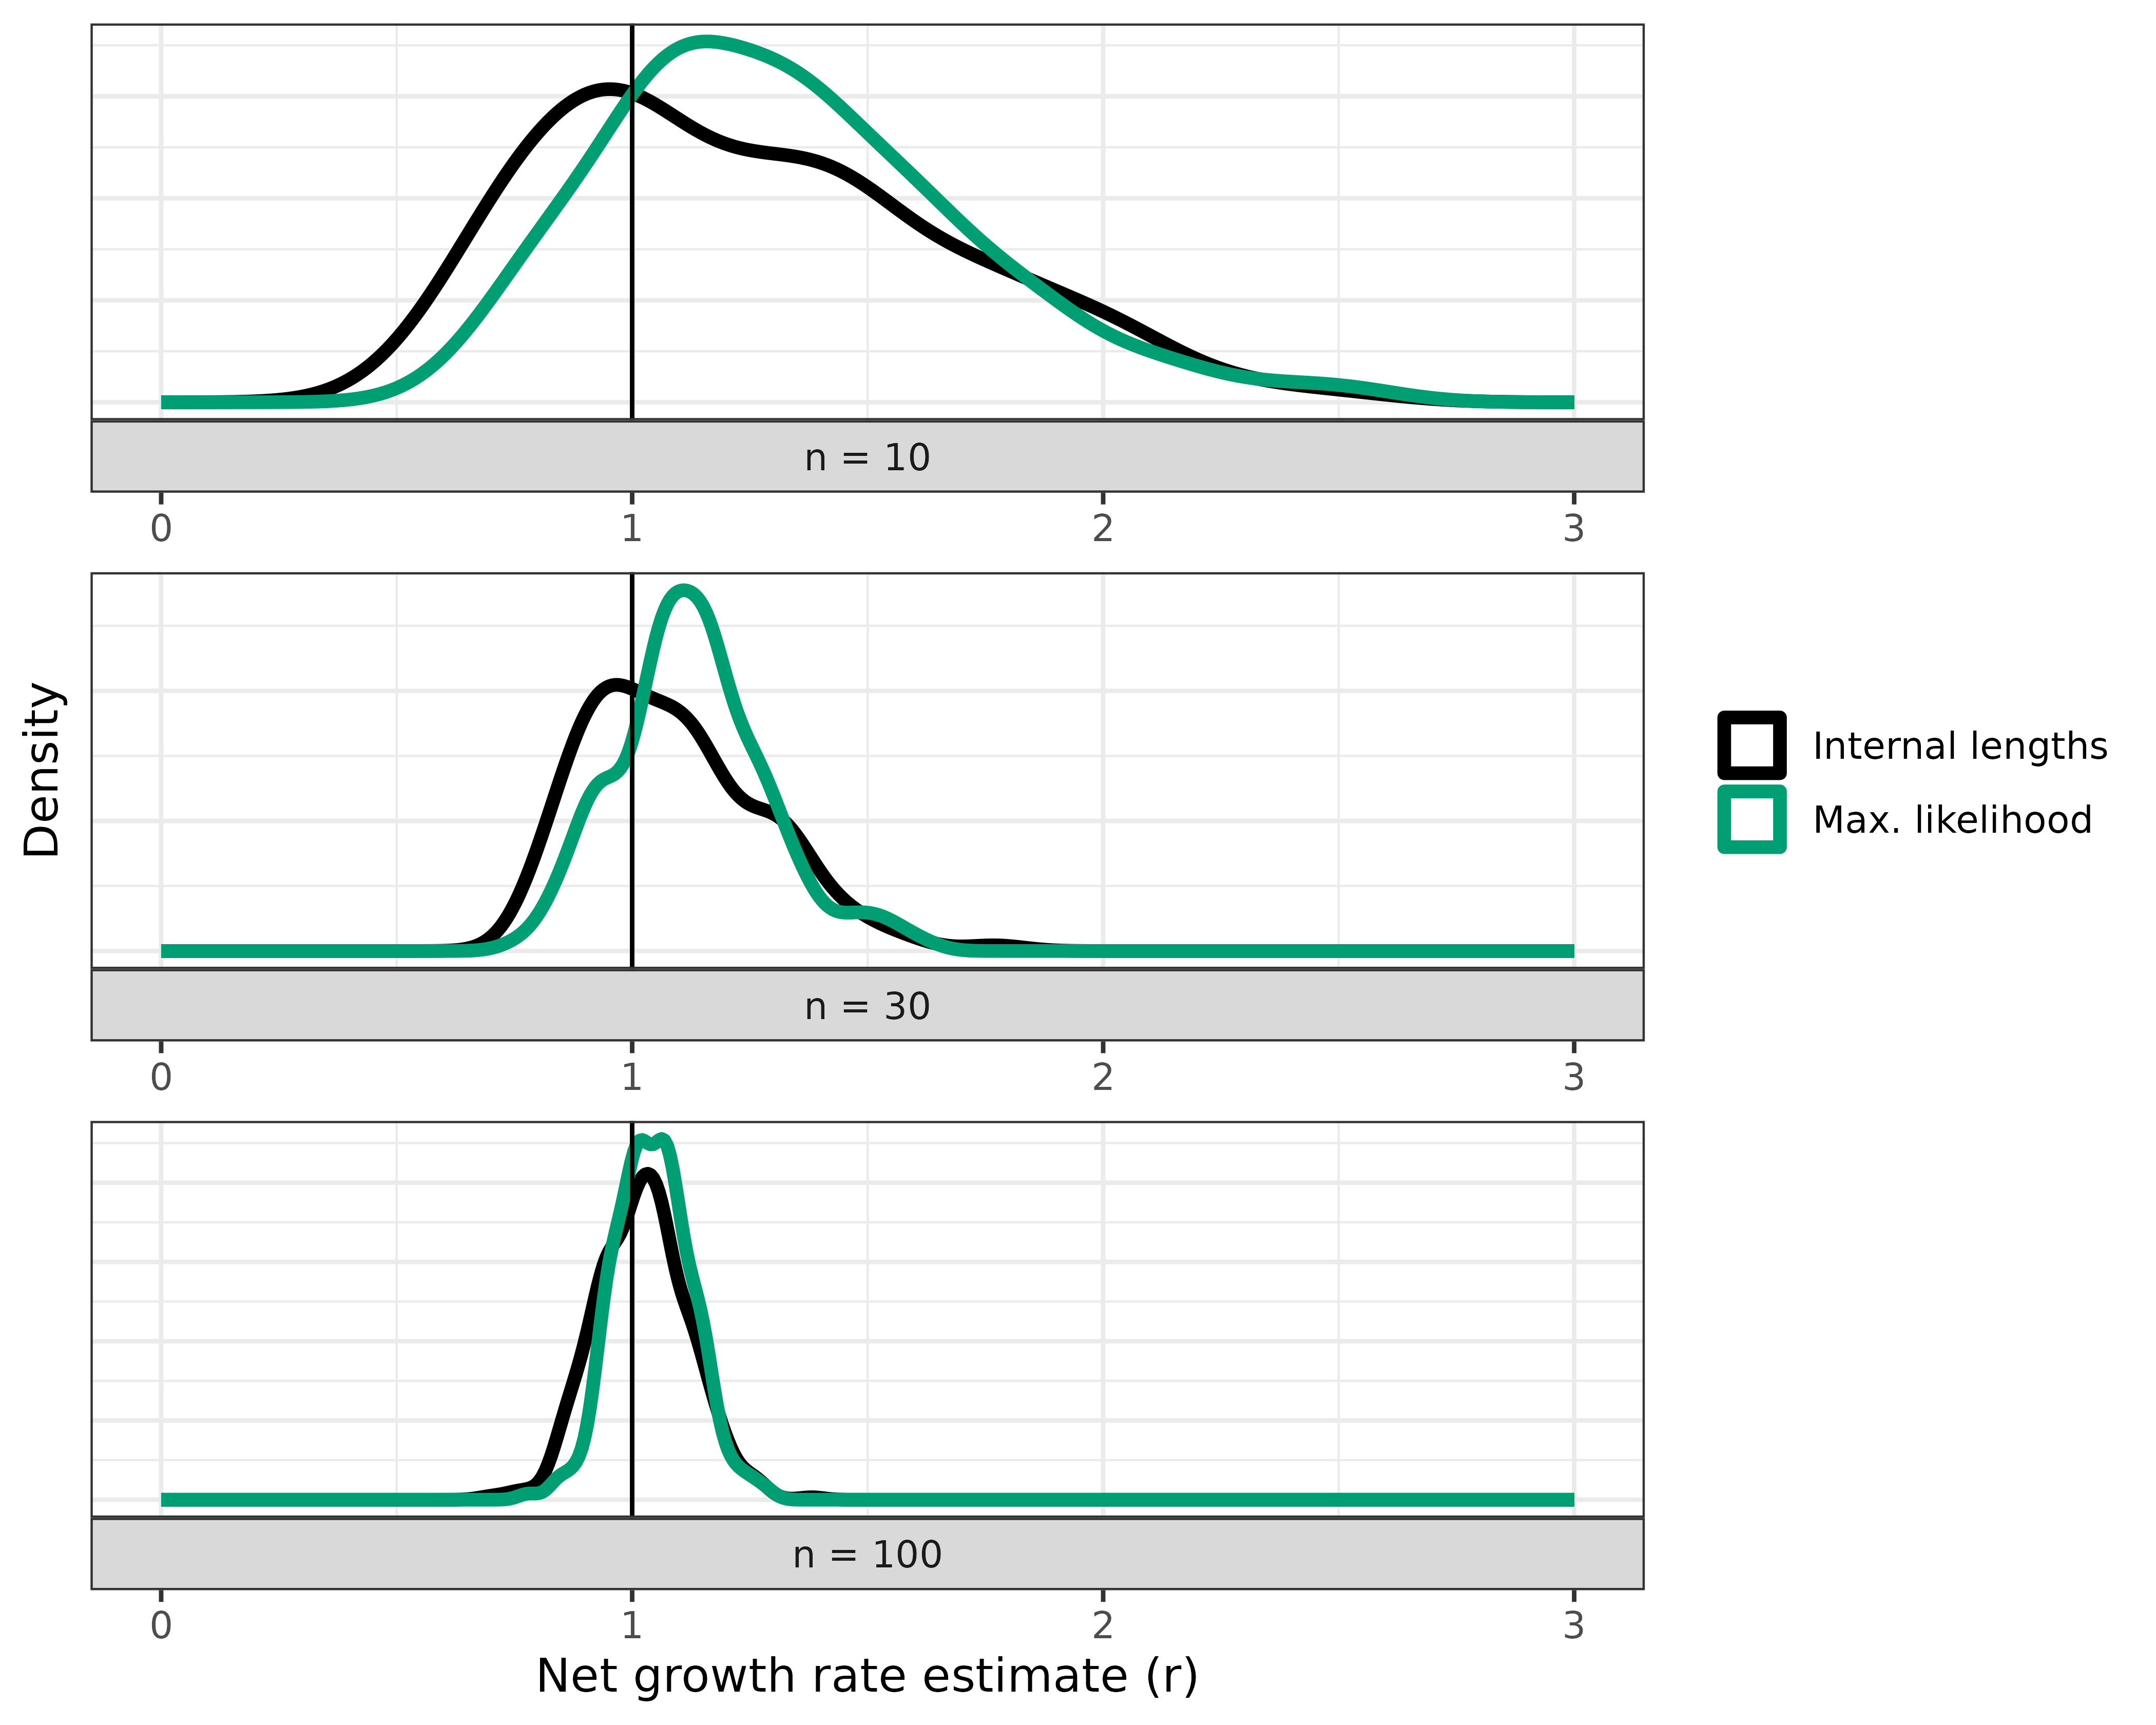 n = 10
0 1 2 3
n = 30
0 1 2 3
n = 100
0 1 2 3
Net growth rate estimate (r)
Density
Internal lengths
Max. likelihood